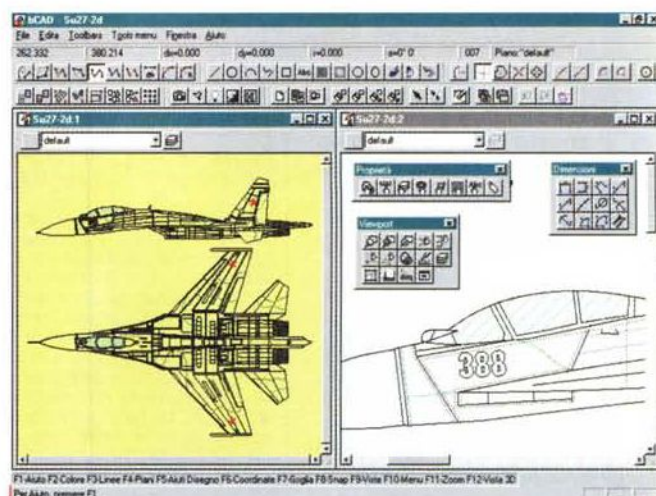 bCAD - Su27-2d
File Edita Toolbars Tools menu Finestra Aiuto
262.332 380.214 dx=0.000 dy=0.000 r=0.000 a=0° 0' 007 Piano:"default"
Abc
Su27-2d:1
default
Su27-2d:2
default
Proprietà
Dimensioni
Viewport
388
F1-Aiuto F2-Colore F3-Linee F4-Piani F5-Aiuti Disegno F6-Coordinate F7-Griglia F8-Snap F9-Viste F10-Menu F11-Zoom F12-Vista 3D
Per Aiuto, premere F1